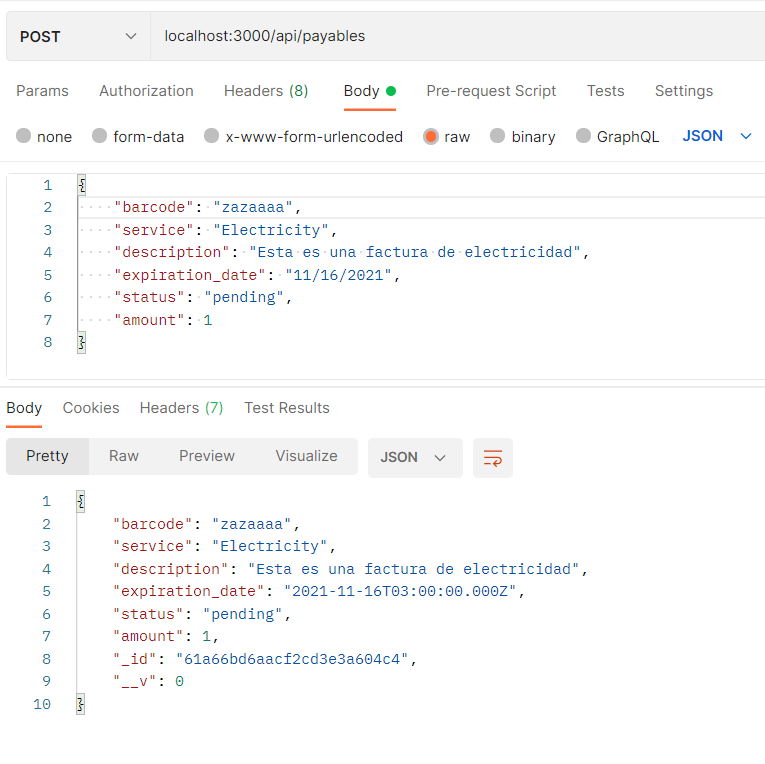 POST localhost:3000/api/payables
Params Authorization Headers (8) Body Pre-request Script Tests Settings
none form-data x-www-form-urlencoded raw binary GraphQL JSON
1 {
2 "barcode": "zazaaaa",
3 "service": "Electricity",
4 "description": "Esta es una factura de electricidad",
5 "expiration_date": "11/16/2021",
6 "status": "pending",
7 "amount": 1
8 }
Body Cookies Headers (7) Test Results
Pretty Raw Preview Visualize JSON
1 {
2 "barcode": "zazaaaa",
3 "service": "Electricity",
4 "description": "Esta es una factura de electricidad",
5 "expiration_date": "2021-11-16T03:00:00.000Z",
6 "status": "pending",
7 "amount": 1,
8 "_id": "61a66bd6aacf2cd3e3a604c4",
9 "__v": 0
10 }